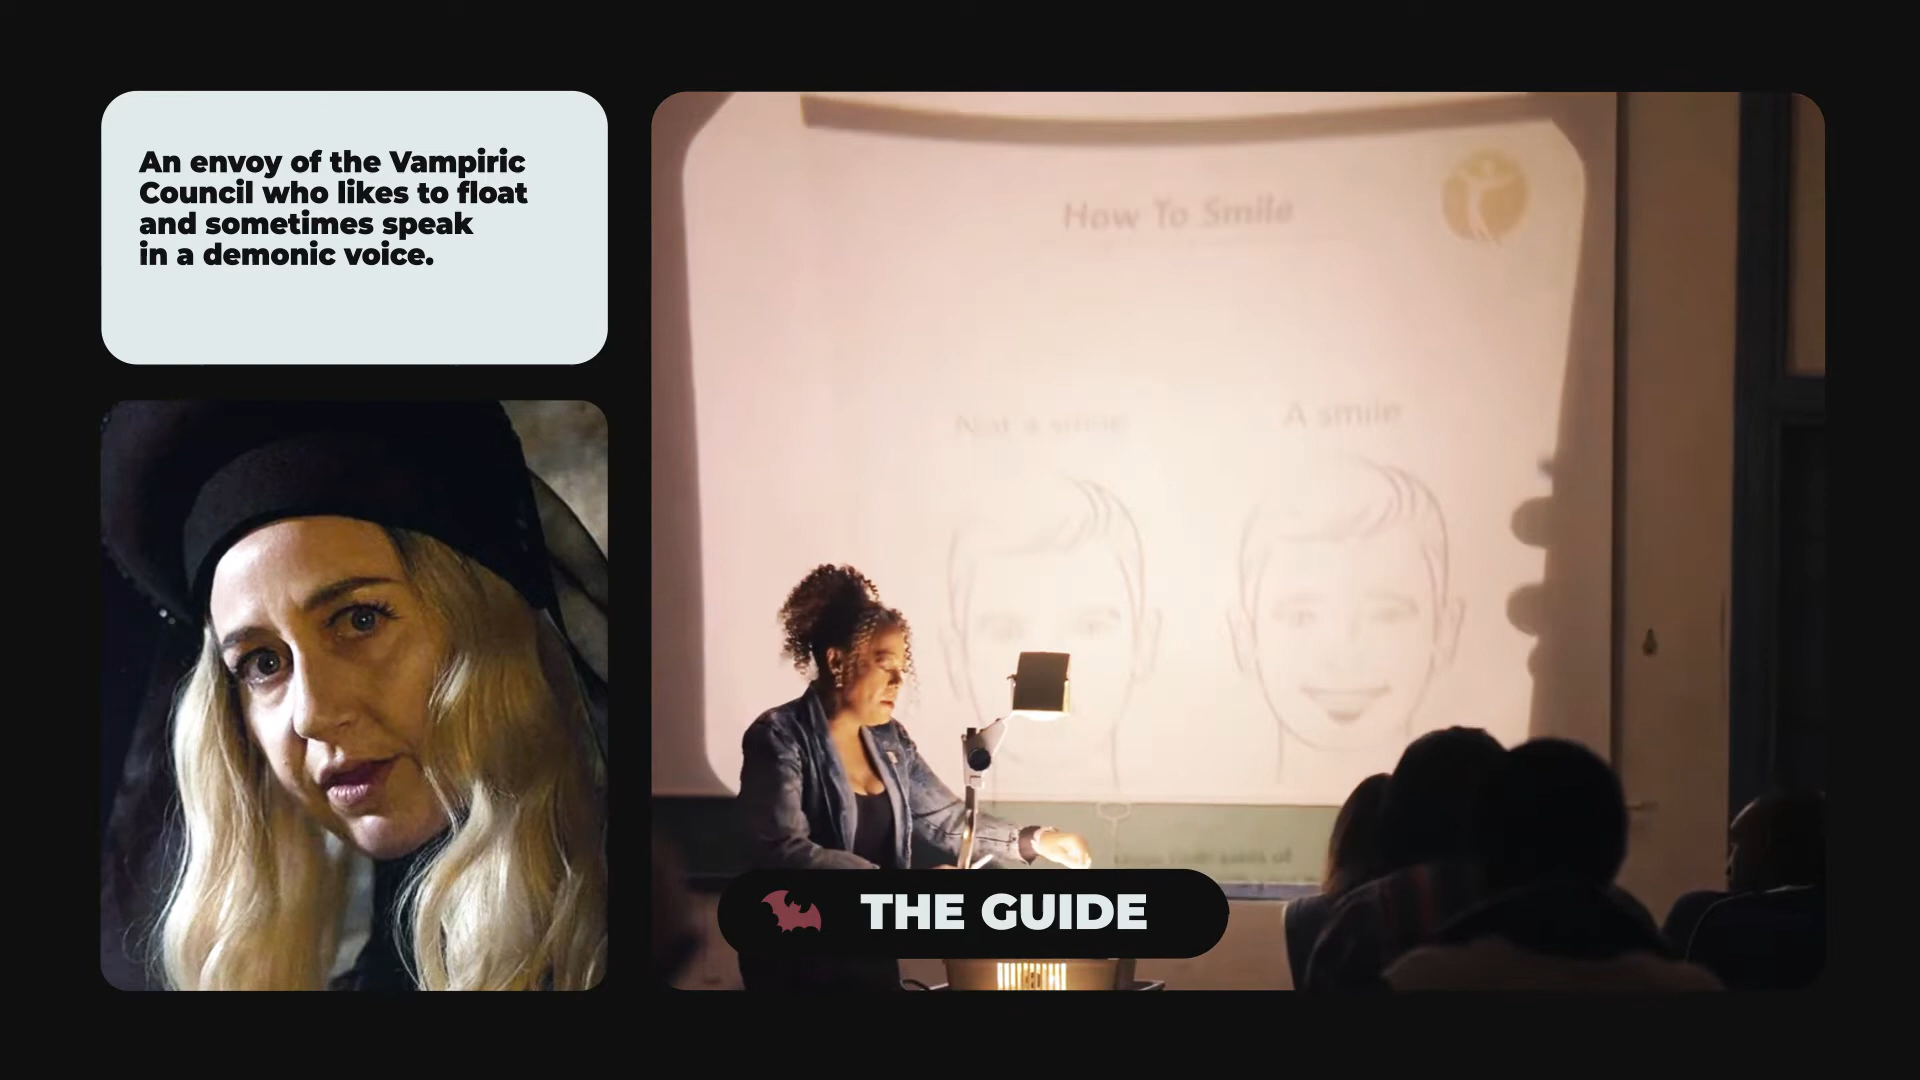 An envoy of the Vampiric
Council who likes to float
and sometimes speak
in a demonic voice.
How To Smile
Not a smile
A smile
THE GUIDE